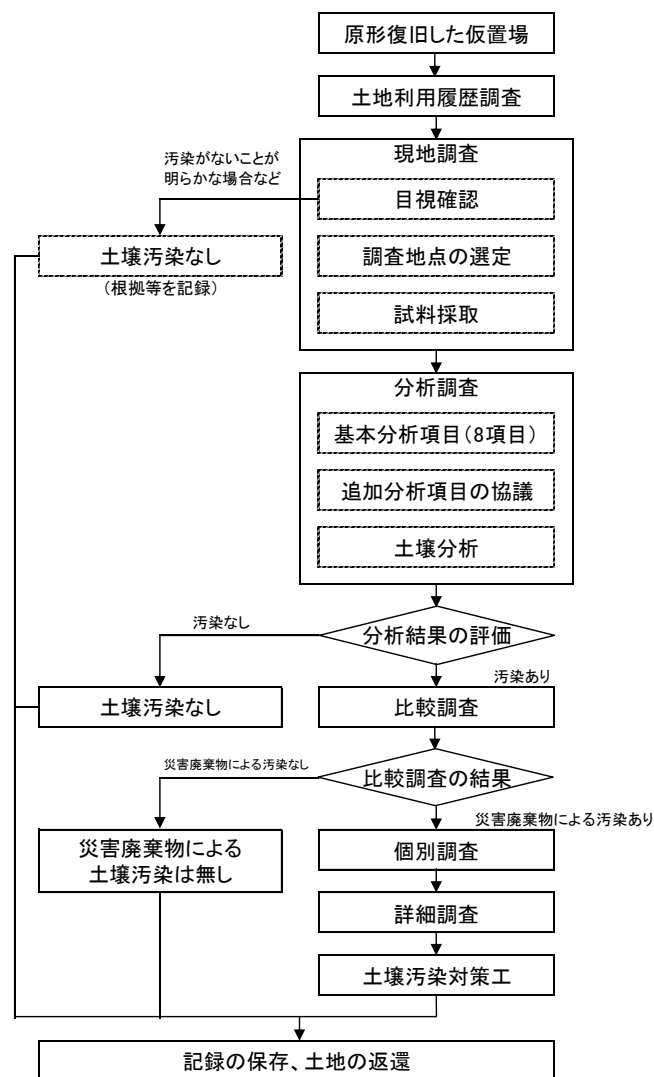 原形復旧した仮置場
土地利用履歴調査
現地調査
汚染がないことが
明らかな場合など
目視確認
土壌汚染なし
(根拠等を記録)
調査地点の選定
試料採取
分析調査
基本分析項目(8項目)
追加分析項目の協議
土壌分析
分析結果の評価
汚染なし
汚染あり
土壌汚染なし
比較調査
比較調査の結果
災害廃棄物による汚染なし
災害廃棄物による汚染あり
災害廃棄物による
土壌汚染は無し
個別調査
詳細調査
土壌汚染対策工
記録の保存、土地の返還